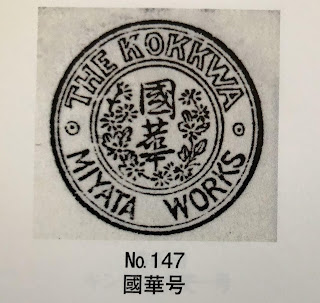 THE KOKKWA
國華
MIYATA WORKS
No.147
國華号